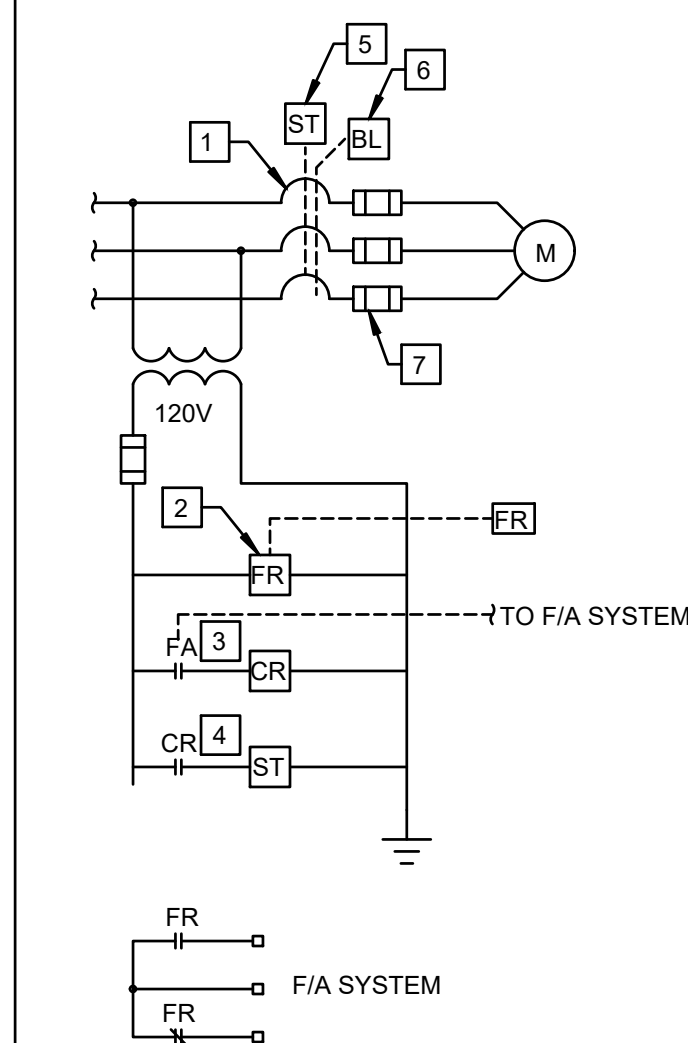 5
6
ST
1
BL
M
7
120V
2
FR
FR
TO F/A SYSTEM
FA
3
CR
CR
4
ST
FR
F/A SYSTEM
FR